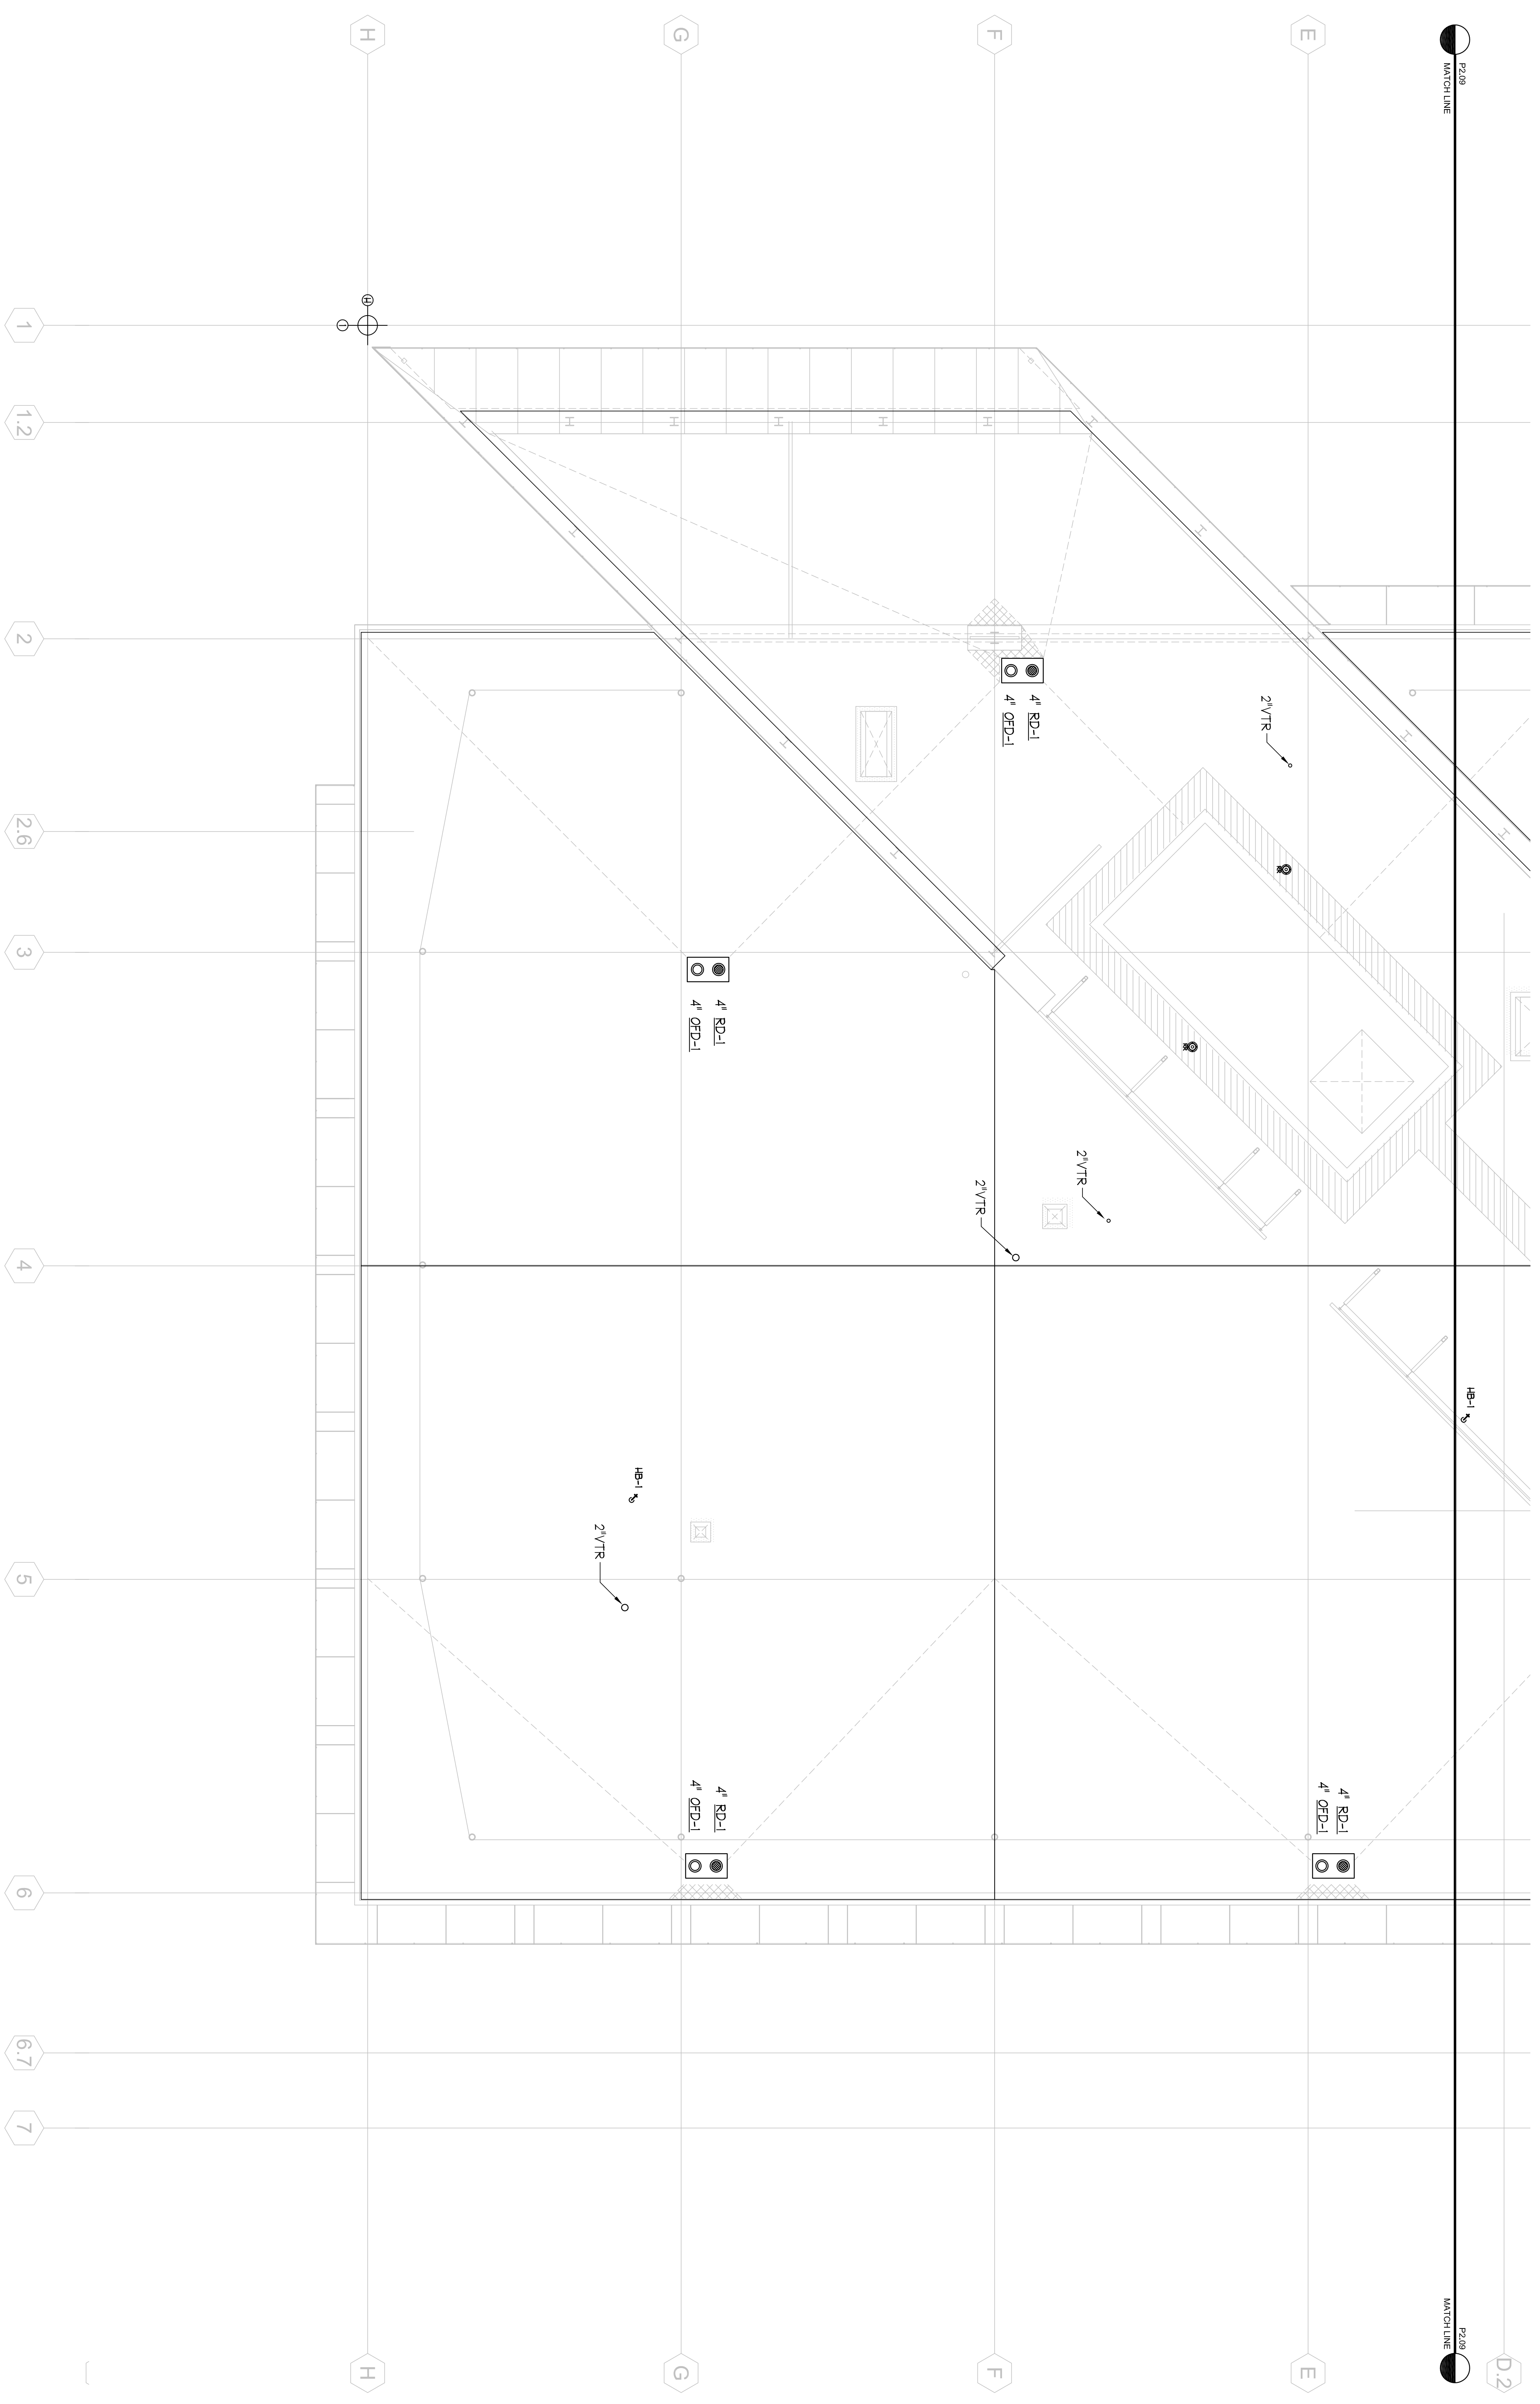 H
G
F
E
P2.09
MATCH LINE
H
1
1
1.2
2
4" RD-1
4" OFD-1
2"VTR
2.6
3
4" RD-1
4" OFD-1
2"VTR
2"VTR
4
HB-1
HB-1
2"VTR
5
4" RD-1
4" OFD-1
4" RD-1
4" OFD-1
6
6.7
7
P2.09
MATCH LINE
H
G
F
E
D.2